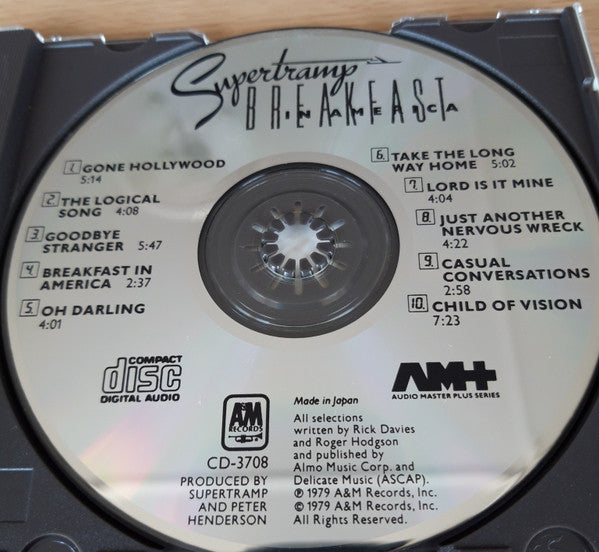 Supertramp
BREAKFAST
IN AMERICA
1. GONE HOLLYWOOD
5:14
2. THE LOGICAL
SONG 4:08
3. GOODBYE
STRANGER 5:47
4. BREAKFAST IN
AMERICA 2:37
5. OH DARLING
4:01
6. TAKE THE LONG
WAY HOME 5:02
7. LORD IS IT MINE
4:04
8. JUST ANOTHER
NERVOUS WRECK
4:22
9. CASUAL
CONVERSATIONS
2:58
10. CHILD OF VISION
7:23
COMPACT
disc
DIGITAL AUDIO
AM+
AUDIO MASTER PLUS SERIES
A&M
RECORDS
CD-3708
PRODUCED BY
SUPERTRAMP
AND PETER
HENDERSON
Made in Japan
All selections
written by Rick Davies
and Roger Hodgson
and published by
Almo Music Corp. and
Delicate Music (ASCAP).
℗ 1979 A&M Records, Inc.
© 1979 A&M Records, Inc.
All Rights Reserved.